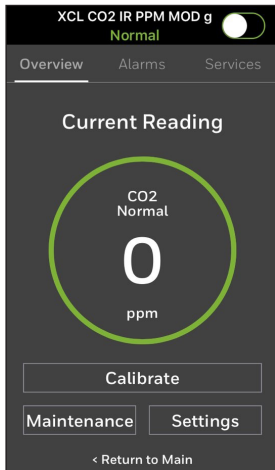 XCL CO2 IR PPM MOD g
Normal
Overview Alarms Services
Current Reading
CO2
Normal
0
ppm
Calibrate
Maintenance Settings
< Return to Main